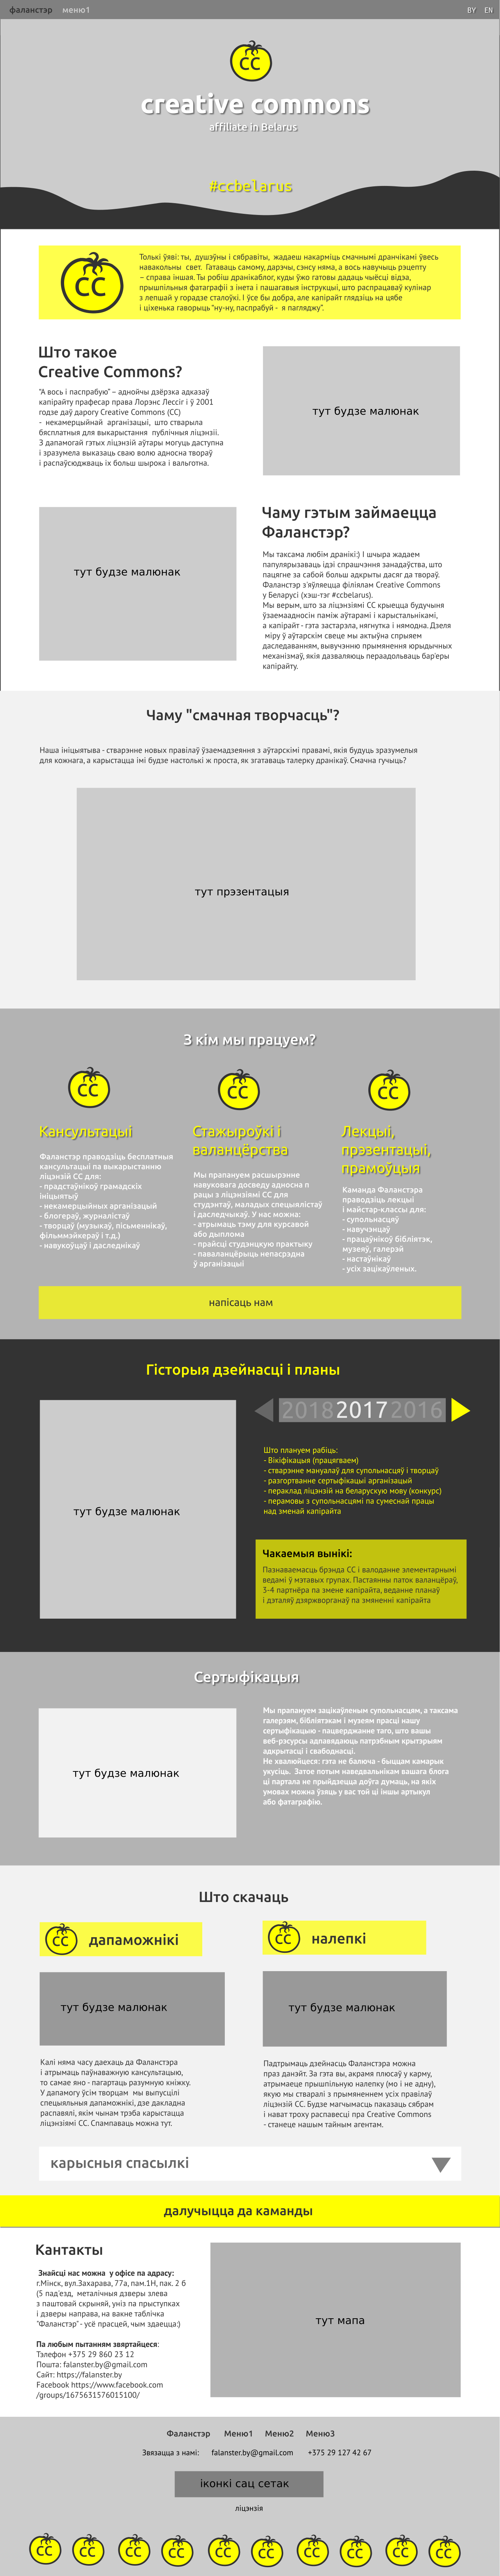 фаланстэр меню1 BY EN
CC
creative commons
affiliate in Belarus
#ccbelarus
CC
Толькі ўяві: ты, душэўны і сябравіты, жадаеш накарміць смачнымі дранчікамі ўвесь
навакольны свет. Гатаваць самому, дарэчы, сэнсу няма, а вось навучыць рэцепту
– справа іншая. Ты робіш дранікаблог, куды ўжо гатовы дадаць чыёсці відэа,
прышпільныя фатаграфіі з інета і пашагавыя інструкцыі, што распрацаваў кулінар
з лепшай у горадзе сталоўкі. І ўсе бы добра, але капірайт глядзіць на цябе
і ціхенька гаворыць "ну-ну, паспрабуй - я пагляджу".
Што такое
Creative Commons?
"А вось і паспрабую" – аднойчы дзёрзка адказаў
капірайту прафесар права Лорэнс Лессіг і ў 2001
годзе даў дарогу Creative Commons (CC)
- некамерцыйнай арганізацыі, што стварыла
бясплатныя для выкарыстання публічныя ліцэнзіі.
З дапамогай гэтых ліцэнзій аўтары могуць даступна
і зразумела выказаць сваю волю адносна твораў
і распаўсюджваць іх больш шырока і вальготна.
тут будзе малюнак
тут будзе малюнак
Чаму гэтым займаецца
Фаланстэр?
Мы таксама любім дранікі:) І шчыра жадаем
папулярызаваць ідэі спрашчэння занадаўства, што
пацягне за сабой больш адкрыты дасяг да твораў.
Фаланстэр з'яўляецца філіялам Creative Commons
у Беларусі (хэш-тэг #ccbelarus).
Мы верым, што за ліцэнзіямі CC крыецца будучыня
ўзаемаадносін паміж аўтарамі і карыстальнікамі,
а капірайт - гэта застарэла, нягнутка і нямодна. Дзеля
міру ў аўтарскім свеце мы актыўна спрыяем
даследаванням, вывучэнню прымянення юрыдычных
механізмаў, якія дазваляюць пераадольваць бар'еры
капірайту.
Чаму "смачная творчасць"?
Наша ініцыятыва - стварэнне новых правілаў ўзаемадзеяння з аўтарскімі правамі, якія будуць зразумелыя
для кожнага, а карыстацца імі будзе настолькі ж проста, як згатаваць талерку дранікаў. Смачна гучыць?
тут прэзентацыя
З кім мы працуем?
CC
CC
CC
Кансультацыі
Фаланстэр праводзіць бесплатныя
кансультацыі па выкарыстанню
ліцэнзій CC для:
- прадстаўнікоў грамадскіх
ініцыятыў
- некамерцыйных арганізацый
- блогераў, журналістаў
- творцаў (музыкаў, пісьменнікаў,
фільммэйкераў і т.д.)
- навукоўцаў і даследнікаў
Стажыроўкі і
валанцёрства
Мы прапануем расшырэнне
навуковага досведу адносна п
рацы з ліцэнзіямі CC для
студэнтаў, маладых спецыялістаў
і даследчыкаў. У нас можна:
- атрымаць тэму для курсавой
або дыплома
- прайсці студэнцкую практыку
- паваланцёрыць непасрэдна
ў арганізацыі
Лекцыі,
прэзентацыі,
прамоўцыя
Каманда Фаланстэра
праводзіць лекцыі
і майстар-классы для:
- супольнасцяў
- навучэнцаў
- працаўнікоў бібліятэк,
музеяў, галерэй
- настаўнікаў
- усіх зацікаўленых.
напісаць нам
Гісторыя дзейнасці і планы
тут будзе малюнак
2018 2017 2016
Што плануем рабіць:
- Вікіфікацыя (працягваем)
- стварэнне мануалаў для супольнасцяў і творцаў
- разгортванне сертыфікацыі арганізацый
- пераклад ліцэнзій на беларускую мову (конкурс)
- перамовы з супольнасцямі па сумеснай працы
над зменай капірайта
Чакаемыя вынікі:
Пазнаваемасць брэнда CC і валоданне элементарнымі
ведамі ў мэтавых групах. Пастаянны паток валанцёраў,
3-4 партнёра па змене капірайта, веданне планаў
і дэталяў дзяржворганаў па змяненні капірайта
Сертыфікацыя
тут будзе малюнак
Мы прапануем зацікаўленым супольнасцям, а таксама
галерэям, бібліятэкам і музеям прасці нашу
сертыфікацыю - пацверджанне таго, што вашы
веб-рэсурсы адпавядаюць патрэбным крытэрыям
адкрытасці і свабоднасці.
Не хвалюйцеся: гэта не балюча - быццам камарык
укусіць. Затое потым наведвальнікам вашага блога
ці партала не прыйдзецца доўга думаць, на якіх
умовах можна ўзяць у вас той ці іншы артыкул
або фатаграфію.
Што скачаць
CC дапаможнікі
CC налепкі
тут будзе малюнак
тут будзе малюнак
Калі няма часу даехаць да Фаланстэра
і атрымаць паўнаважную кансультацыю,
то самае яно - пагартаць разумную кніжку.
У дапамогу ўсім творцам мы выпусцілі
спецыяльныя дапаможнікі, дзе дакладна
распавялі, якім чынам трэба карыстацца
ліцэнзіямі CC. Спампаваць можна тут.
Падтрымаць дзейнасць Фаланстэра можна
праз данэйт. За гэта вы, акрамя плюсаў у карму,
атрымаеце прышпільную налепку (мо і не адну),
якую мы стваралі з прымяненнем усіх правілаў
ліцэнзій CC. Будзе магчымасць паказаць сябрам
і нават троху распавесці пра Creative Commons
- станеце нашым тайным агентам.
карысныя спасылкі
далучыцца да каманды
Кантакты
Знайсці нас можна у офісе па адрасу:
г.Мінск, вул.Захарава, 77а, пам.1Н, пак. 2 б
(5 пад'езд, металічныя дзверы злева
з паштовай скрыняй, уніз па прыступках
і дзверы направа, на вакне таблічка
"Фаланстэр" - усё прасцей, чым здаецца:)
Па любым пытанням звяртайцеся:
Тэлефон +375 29 860 23 12
Пошта: falanster.by@gmail.com
Сайт: https://falanster.by
Facebook https://www.facebook.com
/groups/1675631576015100/
тут мапа
Фаланстэр Меню1 Меню2 Меню3
Звязацца з намі: falanster.by@gmail.com +375 29 127 42 67
іконкі сац сетак
ліцэнзія
CC CC CC CC CC CC CC CC CC CC